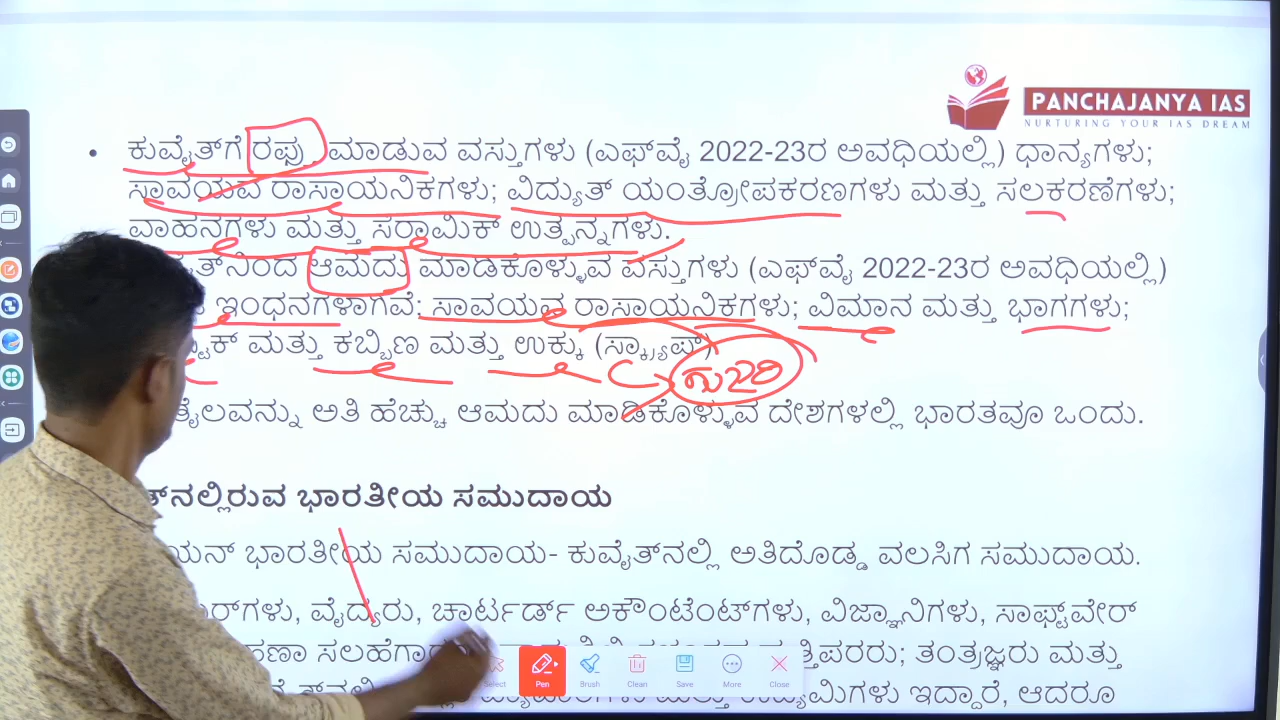 PANCHAJANYA IAS
NURTURING YOUR IAS DREAM
• ಕುವೈತ್‌ಗೆ ರಫ್ತು ಮಾಡುವ ವಸ್ತುಗಳು (ಎಫ್‌ವೈ 2022-23ರ ಅವಧಿಯಲ್ಲಿ) ಧಾನ್ಯಗಳು;
ಸಾವಯವ ರಾಸಾಯನಿಕಗಳು; ವಿದ್ಯುತ್ ಯಂತ್ರೋಪಕರಣಗಳು ಮತ್ತು ಸಲಕರಣೆಗಳು;
ವಾಹನಗಳು ಮತ್ತು ಸರಾಮಿಕ್ ಉತ್ಪನ್ನಗಳು.
ಆಮದು ಮಾಡಿಕೊಳ್ಳುವ ವಸ್ತುಗಳು (ಎಫ್‌ವೈ 2022-23ರ ಅವಧಿಯಲ್ಲಿ)
ಇಂಧನಗಳಾಗಿವೆ; ಸಾವಯವ ರಾಸಾಯನಿಕಗಳು; ವಿಮಾನ ಮತ್ತು ಭಾಗಗಳು;
ಮತ್ತು ಕಬ್ಬಿಣ ಮತ್ತು ಉಕ್ಕು (ಸ್ಕ್ರ್ಯಾಪ್)
ಗುಜರಿ
ತೈಲವನ್ನು ಅತಿ ಹೆಚ್ಚು ಆಮದು ಮಾಡಿಕೊಳ್ಳುವ ದೇಶಗಳಲ್ಲಿ ಭಾರತವೂ ಒಂದು.
ತ್‌ನಲ್ಲಿರುವ ಭಾರತೀಯ ಸಮುದಾಯ
ಯನ್ ಭಾರತೀಯ ಸಮುದಾಯ- ಕುವೈತ್‌ನಲ್ಲಿ ಅತಿದೊಡ್ಡ ವಲಸಿಗ ಸಮುದಾಯ.
ರ್‌ಗಳು, ವೈದ್ಯರು, ಚಾರ್ಟರ್ಡ್ ಅಕೌಂಟೆಂಟ್‌ಗಳು, ವಿಜ್ಞಾನಿಗಳು, ಸಾಫ್ಟ್‌ವೇರ್
ತಂತ್ರಜ್ಞರು ಮತ್ತು
ಇದ್ದಾರೆ, ಆದರೂ
Select Pen Brush Clean Save More Close